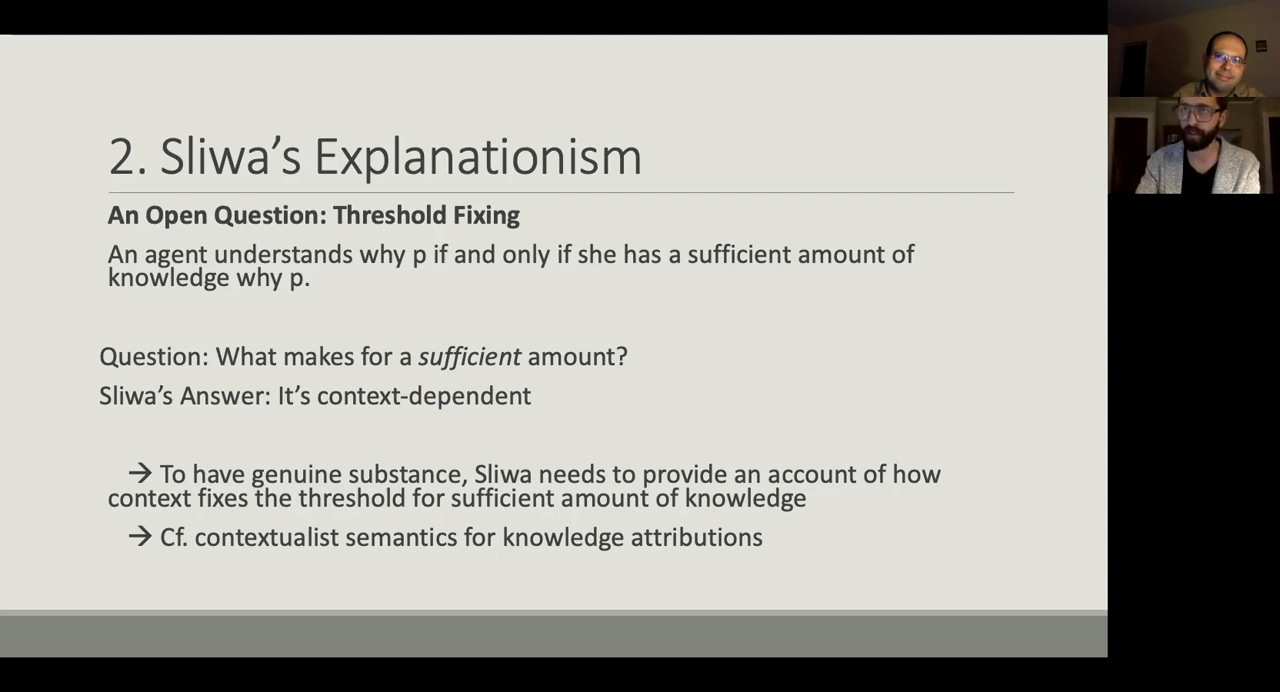 2. Sliwa’s Explanationism
An Open Question: Threshold Fixing
An agent understands why p if and only if she has a sufficient amount of
knowledge why p.
Question: What makes for a sufficient amount?
Sliwa’s Answer: It’s context-dependent
→ To have genuine substance, Sliwa needs to provide an account of how
context fixes the threshold for sufficient amount of knowledge
→ Cf. contextualist semantics for knowledge attributions